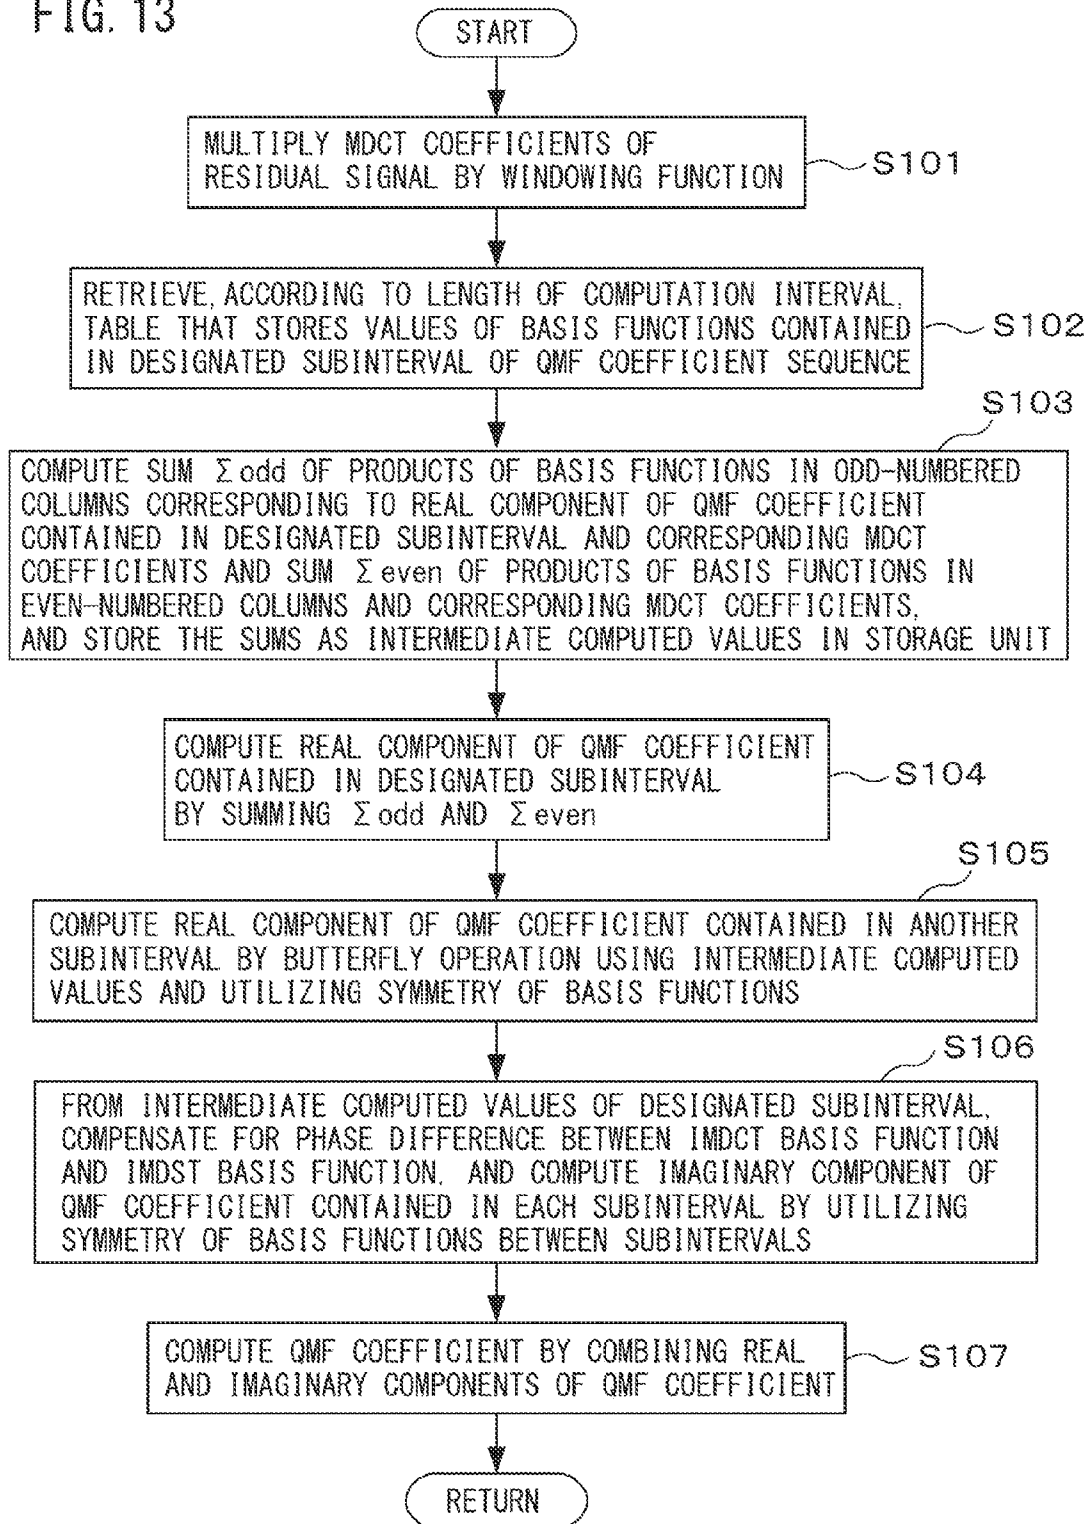 FIG. 13
START
MULTIPLY MDCT COEFFICIENTS OF
RESIDUAL SIGNAL BY WINDOWING FUNCTION
S101
RETRIEVE, ACCORDING TO LENGTH OF COMPUTATION INTERVAL,
TABLE THAT STORES VALUES OF BASIS FUNCTIONS CONTAINED
IN DESIGNATED SUBINTERVAL OF QMF COEFFICIENT SEQUENCE
S102
S103
COMPUTE SUM Σodd OF PRODUCTS OF BASIS FUNCTIONS IN ODD-NUMBERED
COLUMNS CORRESPONDING TO REAL COMPONENT OF QMF COEFFICIENT
CONTAINED IN DESIGNATED SUBINTERVAL AND CORRESPONDING MDCT
COEFFICIENTS AND SUM Σeven OF PRODUCTS OF BASIS FUNCTIONS IN
EVEN-NUMBERED COLUMNS AND CORRESPONDING MDCT COEFFICIENTS,
AND STORE THE SUMS AS INTERMEDIATE COMPUTED VALUES IN STORAGE UNIT
COMPUTE REAL COMPONENT OF QMF COEFFICIENT
CONTAINED IN DESIGNATED SUBINTERVAL
BY SUMMING Σodd AND Σeven
S104
S105
COMPUTE REAL COMPONENT OF QMF COEFFICIENT CONTAINED IN ANOTHER
SUBINTERVAL BY BUTTERFLY OPERATION USING INTERMEDIATE COMPUTED
VALUES AND UTILIZING SYMMETRY OF BASIS FUNCTIONS
S106
FROM INTERMEDIATE COMPUTED VALUES OF DESIGNATED SUBINTERVAL,
COMPENSATE FOR PHASE DIFFERENCE BETWEEN IMDCT BASIS FUNCTION
AND IMDST BASIS FUNCTION, AND COMPUTE IMAGINARY COMPONENT OF
QMF COEFFICIENT CONTAINED IN EACH SUBINTERVAL BY UTILIZING
SYMMETRY OF BASIS FUNCTIONS BETWEEN SUBINTERVALS
COMPUTE QMF COEFFICIENT BY COMBINING REAL
AND IMAGINARY COMPONENTS OF QMF COEFFICIENT
S107
RETURN